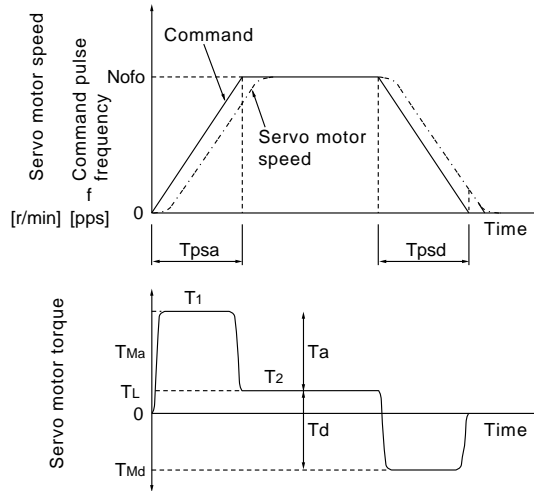 Servo motor speed
Command pulse
frequency
f
[r/min] [pps]
Command
Nofo
Servo motor
speed
0
Time
Tpsa
Tpsd
Servo motor torque
T1
TMa
Ta
T2
TL
0
Td
Time
TMd